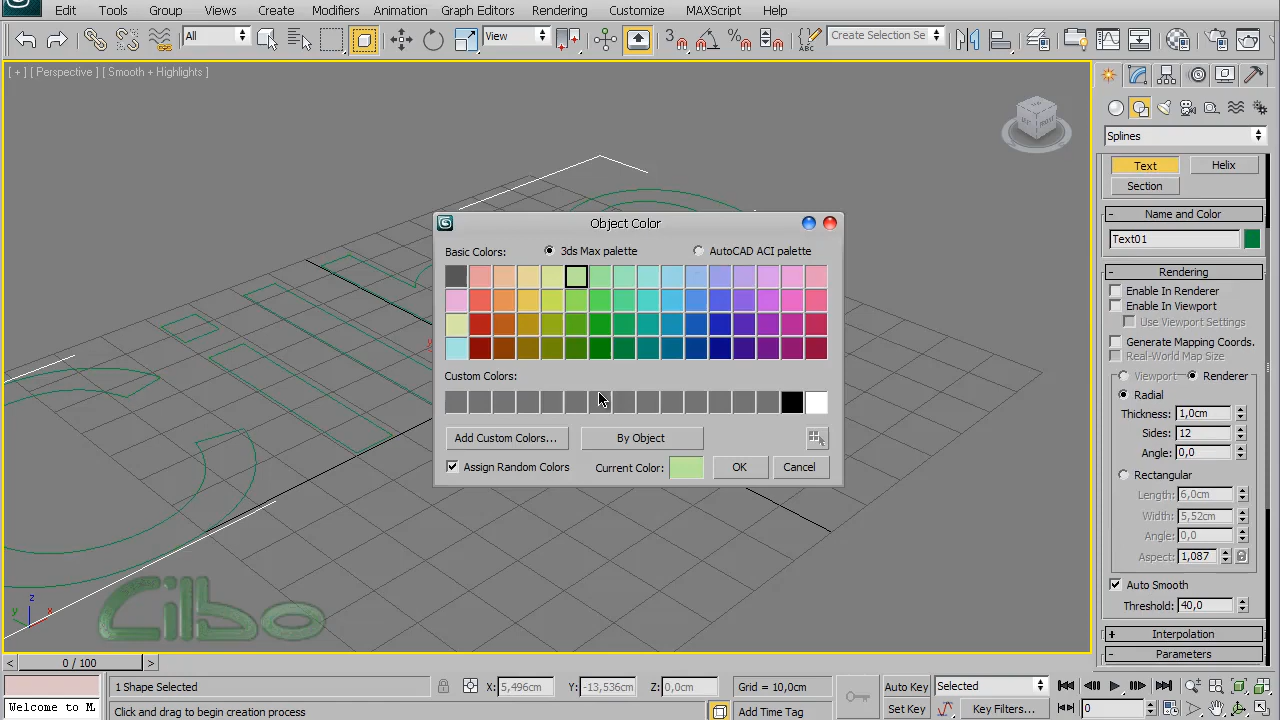 Edit Tools Group Views Create Modifiers Animation Graph Editors Rendering Customize MAXScript Help
All View 3 % ABC Create Selection Se
[ + ] [ Perspective ] [ Smooth + Highlights ]
Splines
Text Helix
Section
Name and Color
Text01
Rendering
Enable In Renderer
Enable In Viewport
Use Viewport Settings
Generate Mapping Coords.
Real-World Map Size
Viewport Renderer
Radial
Thickness: 1,0cm
Sides: 12
Angle: 0,0
Rectangular
Length: 6,0cm
Width: 5,52cm
Angle: 0,0
Aspect: 1,087
Auto Smooth
Threshold: 40,0
Interpolation
Parameters
Object Color
Basic Colors: 3ds Max palette AutoCAD ACI palette
Custom Colors:
Add Custom Colors... By Object
Assign Random Colors Current Color: OK Cancel
z
y x
Cilbo
< 0 / 100 >
1 Shape Selected X: 5,496cm Y: -13,536cm Z: 0,0cm Grid = 10,0cm Auto Key Selected
Welcome to M Click and drag to begin creation process Add Time Tag Set Key Key Filters... 0